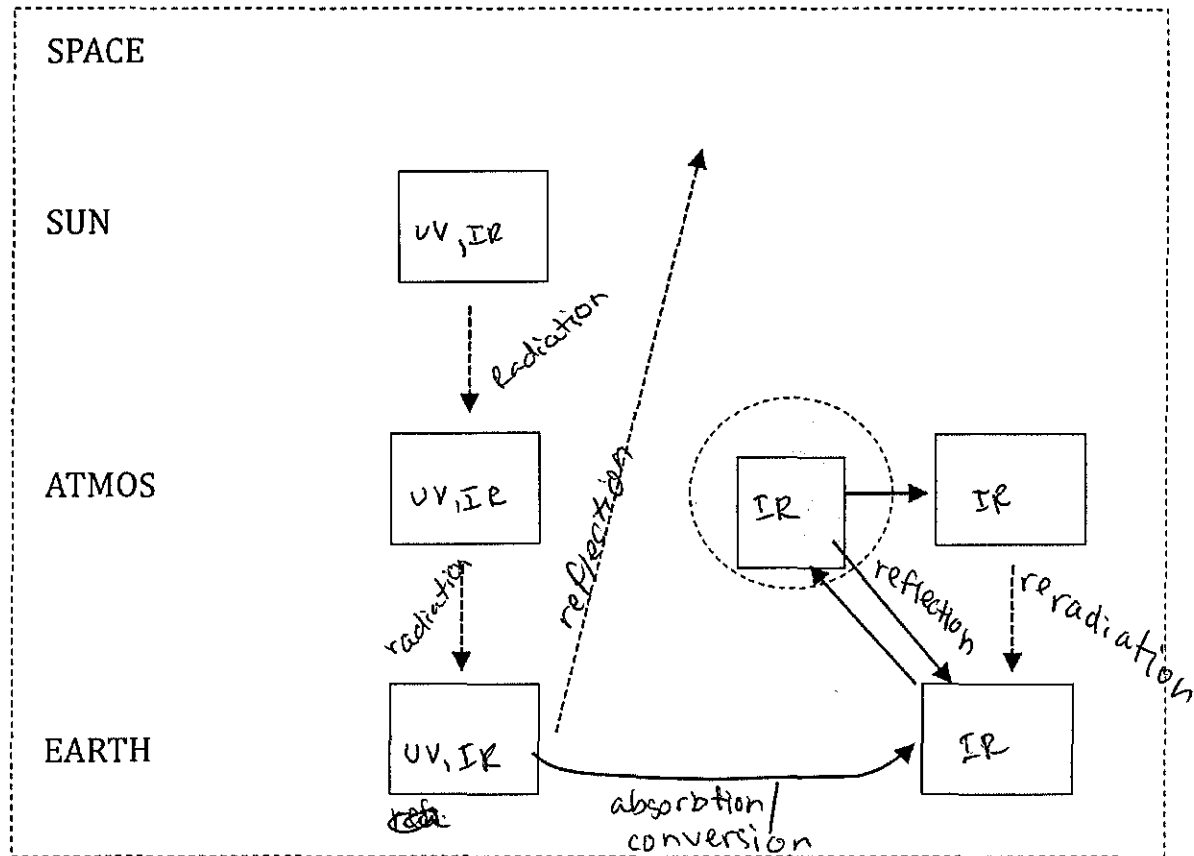 SPACE
SUN
UV, IR
Radiation
ATMOS
UV, IR
reflection
IR
IR
radiation
reflection
reradiation
EARTH
UV, IR
IR
absorbtion/
conversion